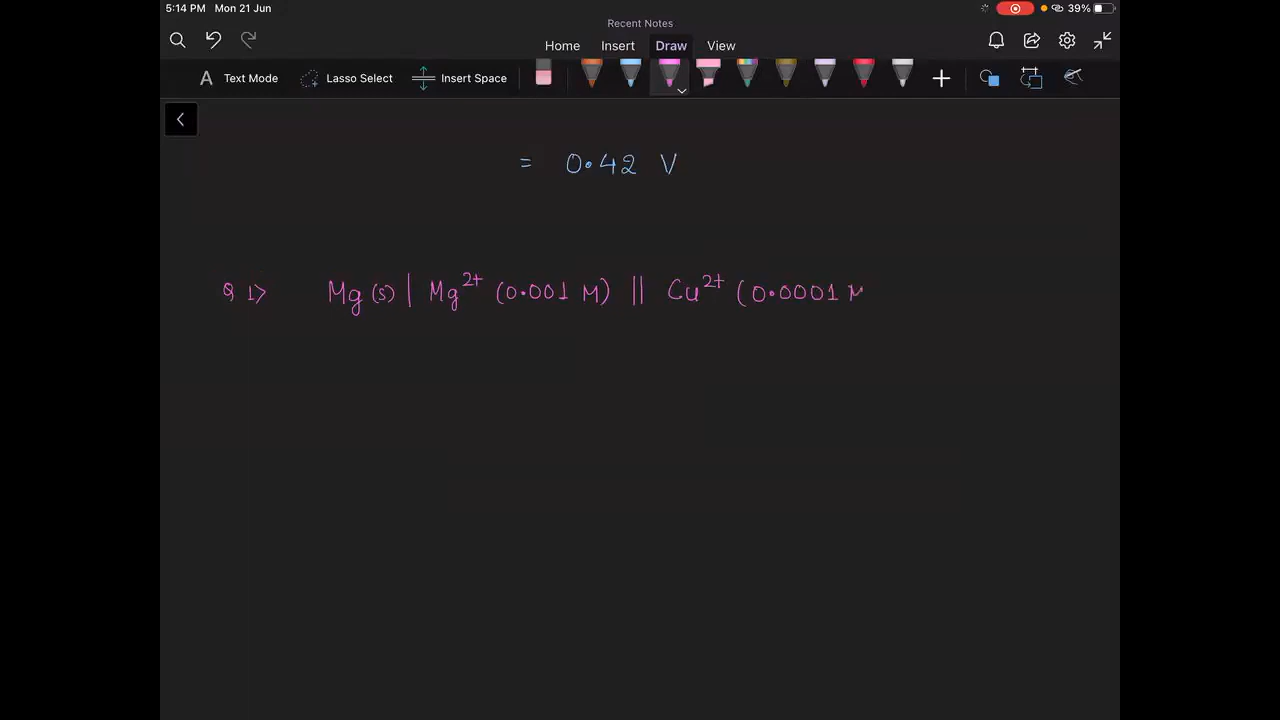 5:14 PM Mon 21 Jun
39%
Recent Notes
Home Insert Draw View
A Text Mode Lasso Select Insert Space
= 0.42 V
Q 1> Mg (s) | Mg²⁺ (0.001 M) || Cu²⁺ (0.0001 M